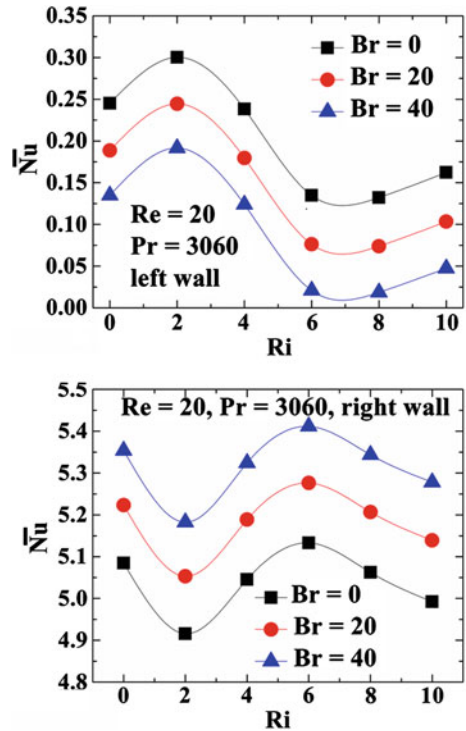 0.35
0.30
0.25
0.20
0.15
0.10
0.05
0.00
Nu
Br = 0
Br = 20
Br = 40
Re = 20
Pr = 3060
left wall
0 2 4 6 8 10
Ri
5.5
5.4
5.3
5.2
5.1
5.0
4.9
4.8
Nu
Re = 20, Pr = 3060, right wall
Br = 0
Br = 20
Br = 40
0 2 4 6 8 10
Ri